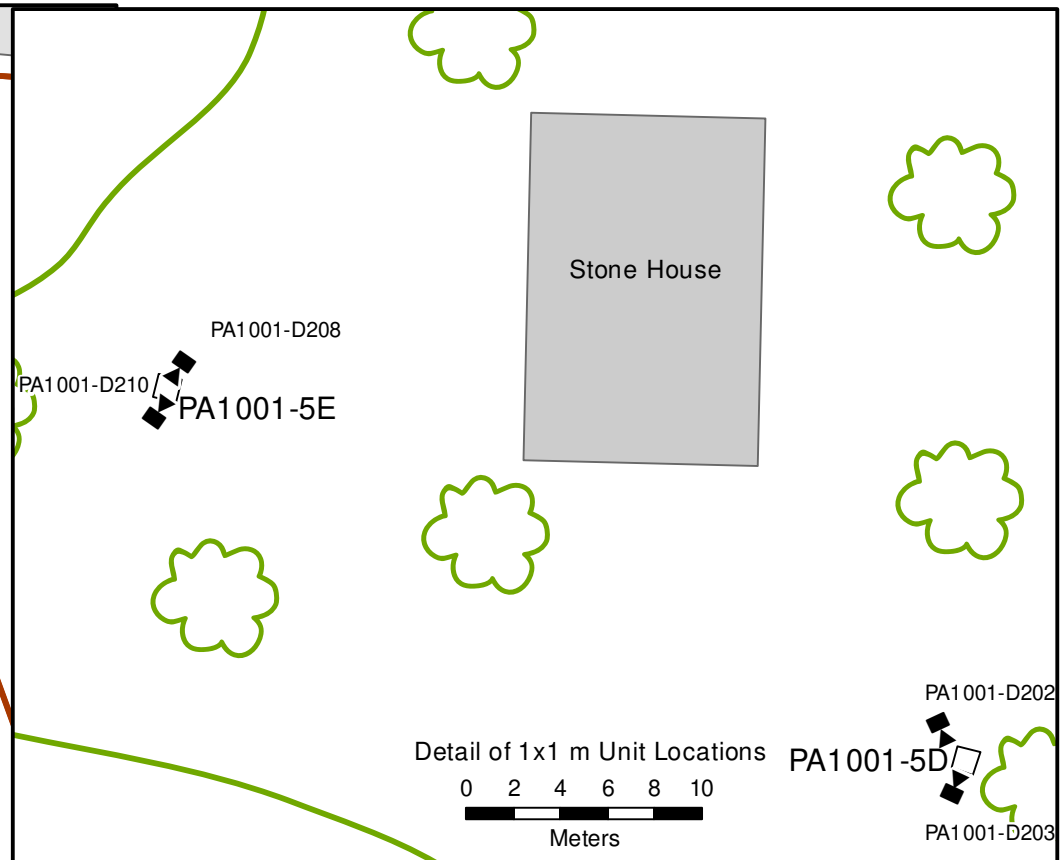 Stone House
PA1001-D208
PA1001-D210
PA1001-5E
PA1001-D202
Detail of 1x1 m Unit Locations
PA1001-5D
0 2 4 6 8 10
Meters
PA1001-D203